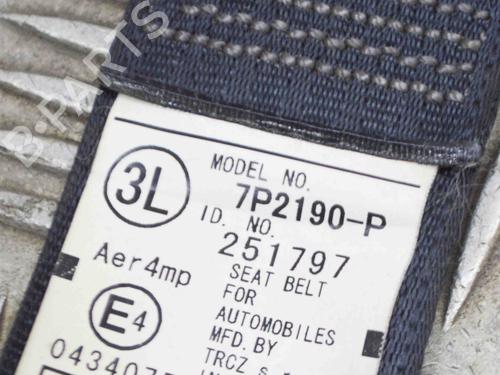 B-PARTS
3L
MODEL NO.
7P2190-P
ID. NO.
251797
Aer4mp
SEAT BELT
FOR
AUTOMOBILES
MFD.BY
E4
TRCZ